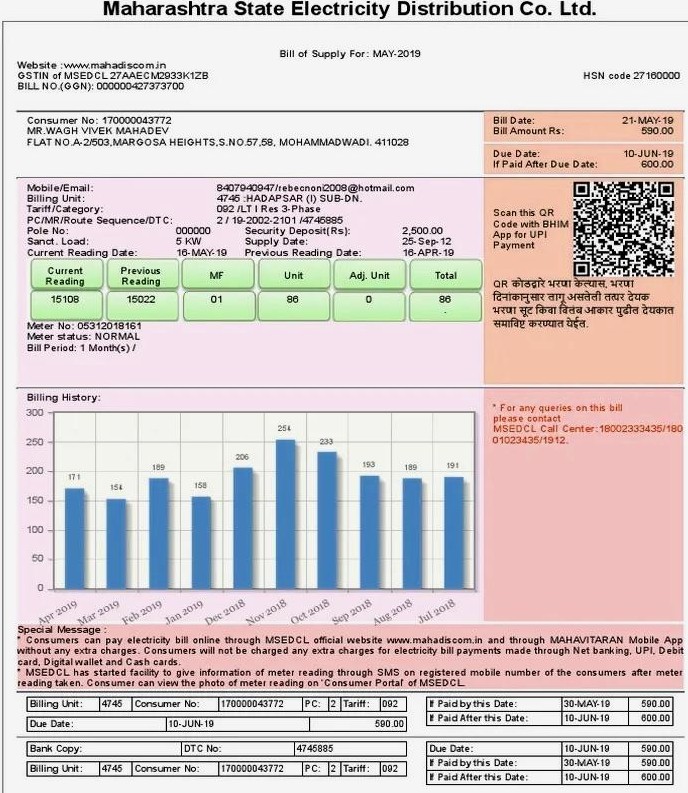 Maharashtra State Electricity Distribution Co. Ltd.
Bill of Supply For: MAY-2019
Website :www.mahadiscom.in
GSTIN of MSEDCL 27AAECM2933K1ZB
HSN code 27160000
BILL NO.(GGN): 000000427373700
Consumer No: 170000043772
MR.WAGH VIVEK MAHADEV
FLAT NO.A-2/503,MARGOSA HEIGHTS,S.NO.57,58, MOHAMMADWADI. 411028
Bill Date: 21-MAY-19
Bill Amount Rs: 590.00
Due Date: 10-JUN-19
If Paid After Due Date: 600.00
Mobile/Email: 8407940947/rebecnoni2008@hotmail.com
Billing Unit: 4745 :HADAPSAR (I) SUB-DN.
Tariff/Category: 092 /LT I Res 3-Phase
PC/MR/Route Sequence/DTC: 2 / 19-2002-2101 /4745885
Pole No: 000000 Security Deposit(Rs): 2,500.00
Sanct. Load: 5 KW Supply Date: 25-Sep-12
Current Reading Date: 16-MAY-19 Previous Reading Date: 16-APR-19
Scan this QR
Code with BHIM
App for UPI
Payment
Current Reading Previous Reading MF Unit Adj. Unit Total
15108 15022 01 86 0 86
Meter No: 05312018161
Meter status: NORMAL
Bill Period: 1 Month(s) /
QR कोडद्वारे भरणा केल्यास, भरणा
दिनांकानुसार लागू असलेली तत्पर देयक
भरणा सूट किंवा विलंब आकार पुढील देयकात
समाविष्ट करण्यात येईल.
Billing History:
300
250
200
150
100
50
0
171 154 189 158 206 254 233 193 189 191
Apr 2019 Mar 2019 Feb 2019 Jan 2019 Dec 2018 Nov 2018 Oct 2018 Sep 2018 Aug 2018 Jul 2018
* For any queries on this bill
please contact
MSEDCL Call Center:18002333435/180
01023435/1912.
Special Message :
* Consumers can pay electricity bill online through MSEDCL official website www.mahadiscom.in and through MAHAVITARAN Mobile App
without any extra charges. Consumers will not be charged any extra charges for electricity bill payments made through Net banking, UPI, Debit
card, Digital wallet and Cash cards.
* MSEDCL has started facility to give information of meter reading through SMS on registered mobile number of the consumers after meter
reading taken. Consumer can view the photo of meter reading on 'Consumer Portal' of MSEDCL
Billing Unit: 4745 Consumer No: 170000043772 PC: 2 Tariff: 092
Due Date: 10-JUN-19 590.00
If Paid by this Date: 30-MAY-19 590.00
If Paid After this Date: 10-JUN-19 600.00
Bank Copy: DTC No: 4745885
Billing Unit: 4745 Consumer No: 170000043772 PC: 2 Tariff: 092
Due Date: 10-JUN-19 590.00
If Paid by this Date: 30-MAY-19 590.00
If Paid After this Date: 10-JUN-19 600.00